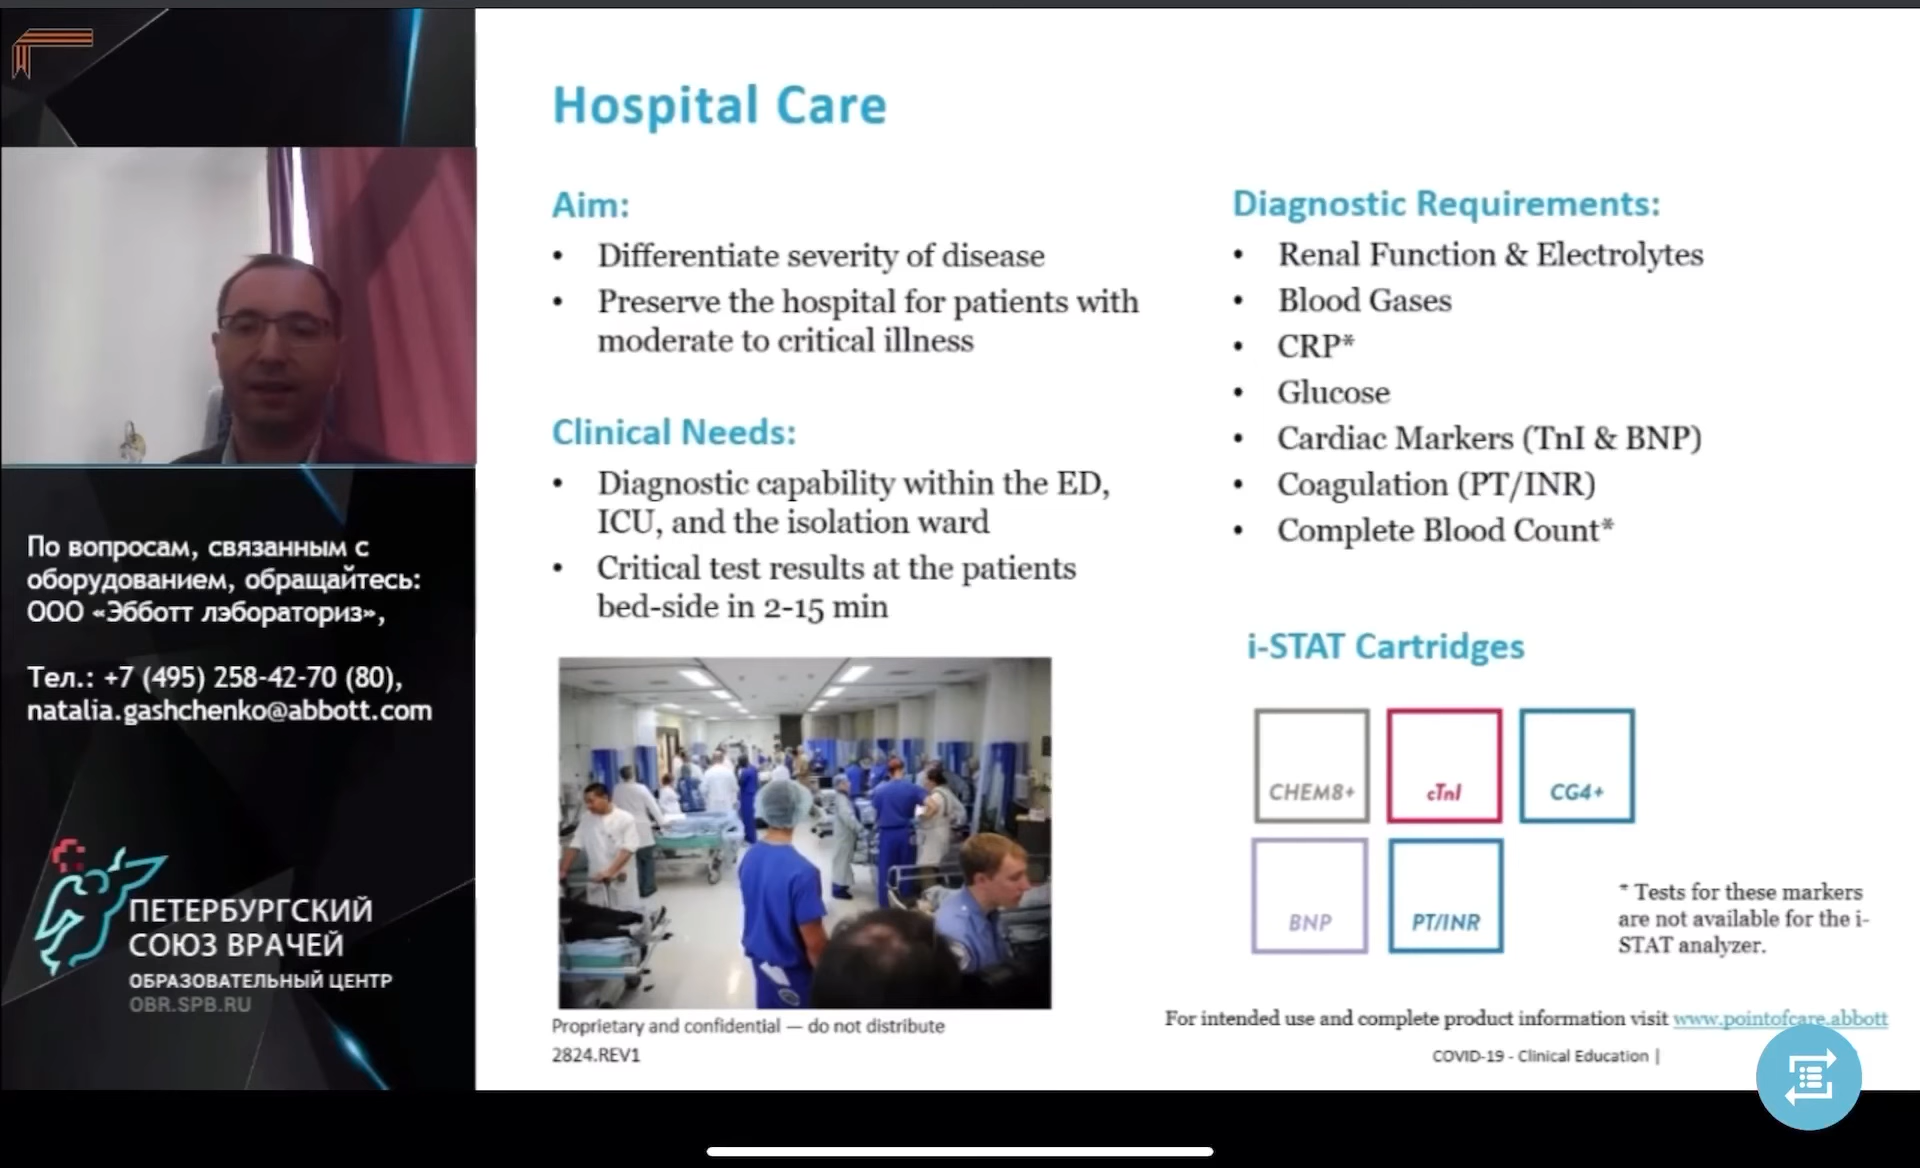 По вопросам, связанным с
оборудованием, обращайтесь:
ООО «Эбботт лэбораториз»,
Тел.: +7 (495) 258-42-70 (80),
natalia.gashchenko@abbott.com
ПЕТЕРБУРГСКИЙ
СОЮЗ ВРАЧЕЙ
ОБРАЗОВАТЕЛЬНЫЙ ЦЕНТР
OBR.SPB.RU
Hospital Care
Aim:
• Differentiate severity of disease
• Preserve the hospital for patients with
moderate to critical illness
Clinical Needs:
• Diagnostic capability within the ED,
ICU, and the isolation ward
• Critical test results at the patients
bed-side in 2-15 min
Diagnostic Requirements:
• Renal Function & Electrolytes
• Blood Gases
• CRP*
• Glucose
• Cardiac Markers (TnI & BNP)
• Coagulation (PT/INR)
• Complete Blood Count*
i-STAT Cartridges
CHEM8+
cTnI
CG4+
BNP
PT/INR
* Tests for these markers
are not available for the i-
STAT analyzer.
Proprietary and confidential — do not distribute
2824.REV1
For intended use and complete product information visit www.pointofcare.abbott
COVID-19 - Clinical Education |